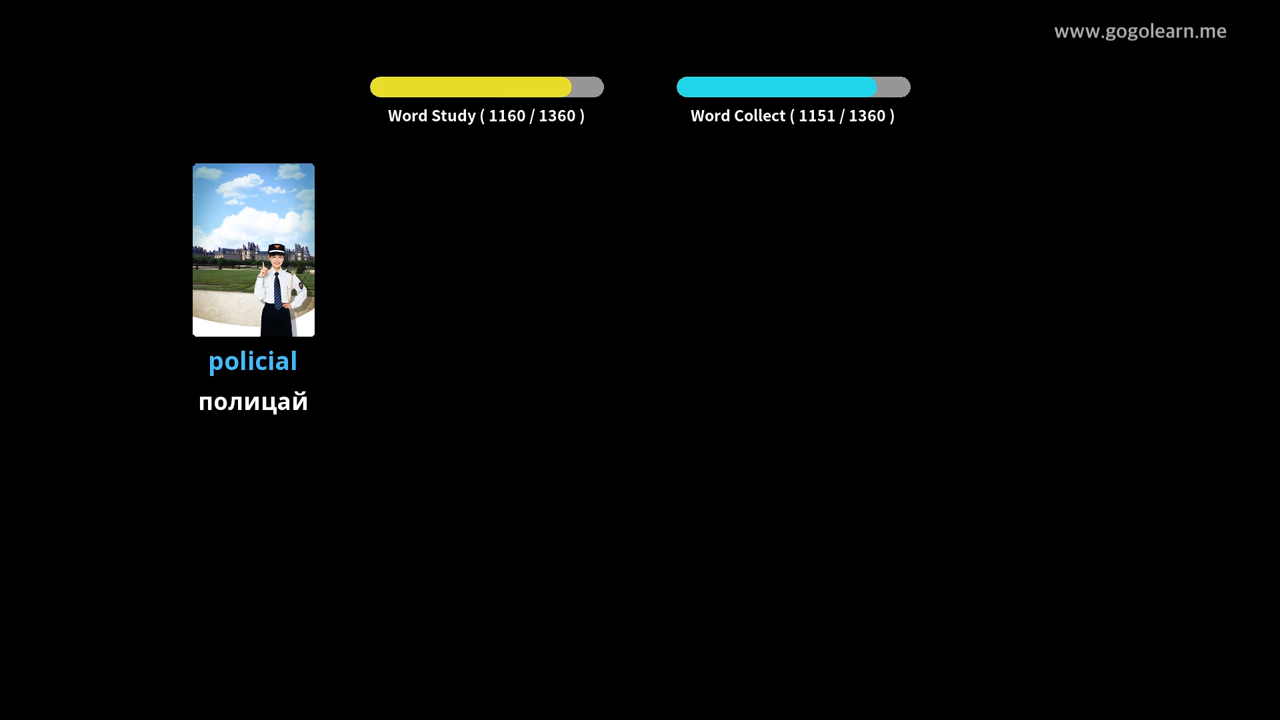 www.gogolearn.me
Word Study ( 1160 / 1360 )
Word Collect ( 1151 / 1360 )
policial
полицай